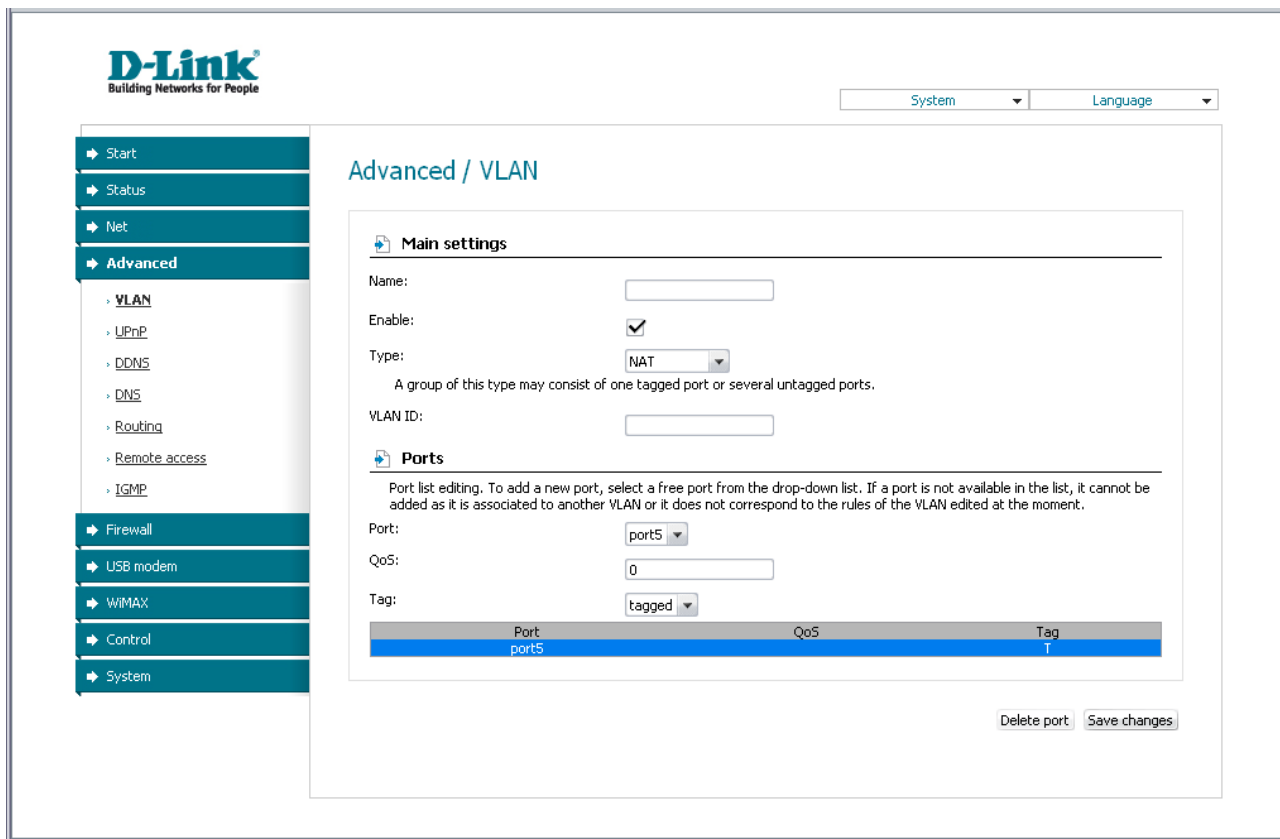 D-Link
Building Networks for People
System
Language
Start
Status
Net
Advanced
VLAN
UPnP
DDNS
DNS
Routing
Remote access
IGMP
Firewall
USB modem
WiMAX
Control
System
Advanced / VLAN
Main settings
Name:
Enable:
Type: NAT
A group of this type may consist of one tagged port or several untagged ports.
VLAN ID:
Ports
Port list editing. To add a new port, select a free port from the drop-down list. If a port is not available in the list, it cannot be
added as it is associated to another VLAN or it does not correspond to the rules of the VLAN edited at the moment.
Port: port5
QoS: 0
Tag: tagged
Port QoS Tag
port5 T
Delete port Save changes